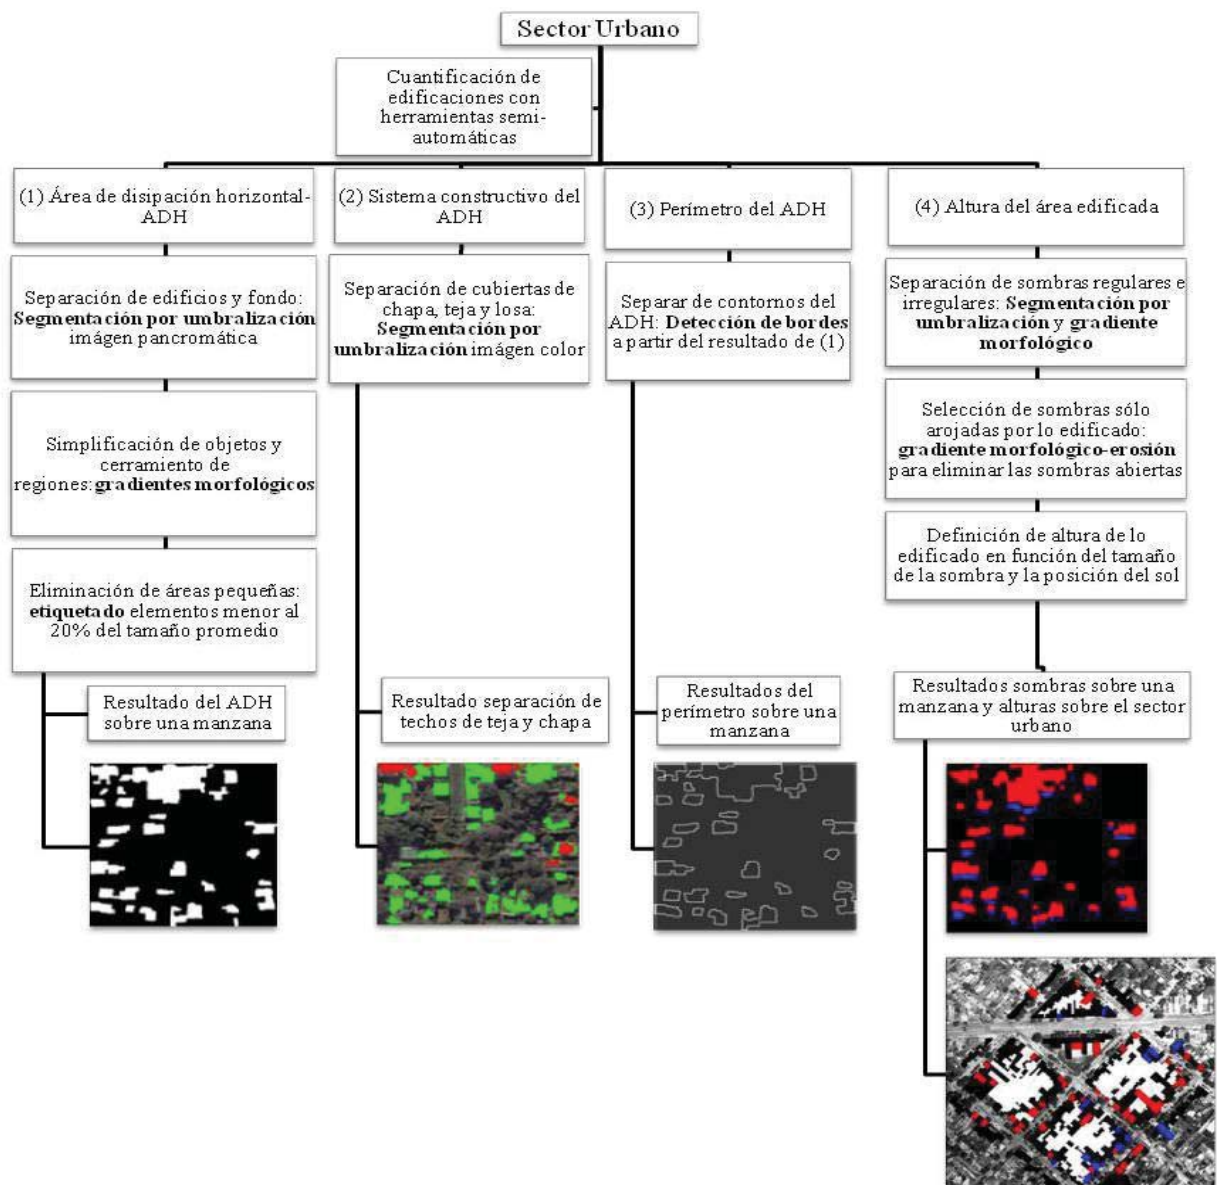 Sector Urbano
Cuantificación de
edificaciones con
herramientas semi-
automáticas
(1) Área de disipación horizontal-
ADH
Separación de edificios y fondo:
Segmentación por umbralización
imágen pancromática
Simplificación de objetos y
cerramiento de
regiones: gradientes morfológicos
Eliminación de áreas pequeñas:
etiquetado elementos menor al
20% del tamaño promedio
Resultado del ADH
sobre una manzana
(2) Sistema constructivo del
ADH
Separación de cubiertas de
chapa, teja y losa:
Segmentación por
umbralización imágen color
Resultado separación de
techos de teja y chapa
(3) Perímetro del ADH
Separar de contornos del
ADH: Detección de bordes
a partir del resultado de (1)
Resultados del
perímetro sobre una
manzana
(4) Altura del área edificada
Separación de sombras regulares e
irregulares: Segmentación por
umbralización y gradiente
morfológico
Selección de sombras sólo
arojadas por lo edificado:
gradiente morfológico-erosión
para eliminar las sombras abiertas
Definición de altura de lo
edificado en función del tamaño
de la sombra y la posición del sol
Resultados sombras sobre una
manzana y alturas sobre el sector
urbano